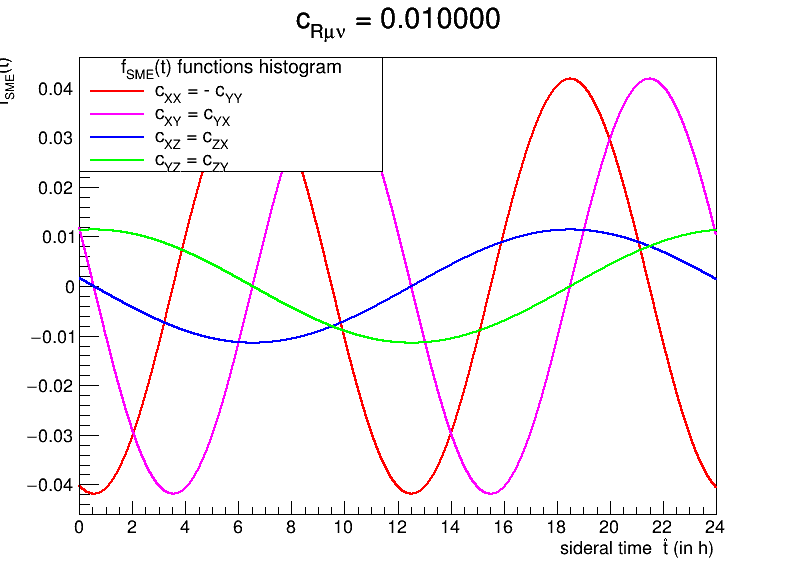 c_Rμν = 0.010000
f_SME(t)
f_SME(t) functions histogram
c_XX = - c_YY
c_XY = c_YX
c_XZ = c_ZX
c_YZ = c_ZY
0.04
0.03
0.02
0.01
0
−0.01
−0.02
−0.03
−0.04
0 2 4 6 8 10 12 14 16 18 20 22 24
sideral time t̂ (in h)